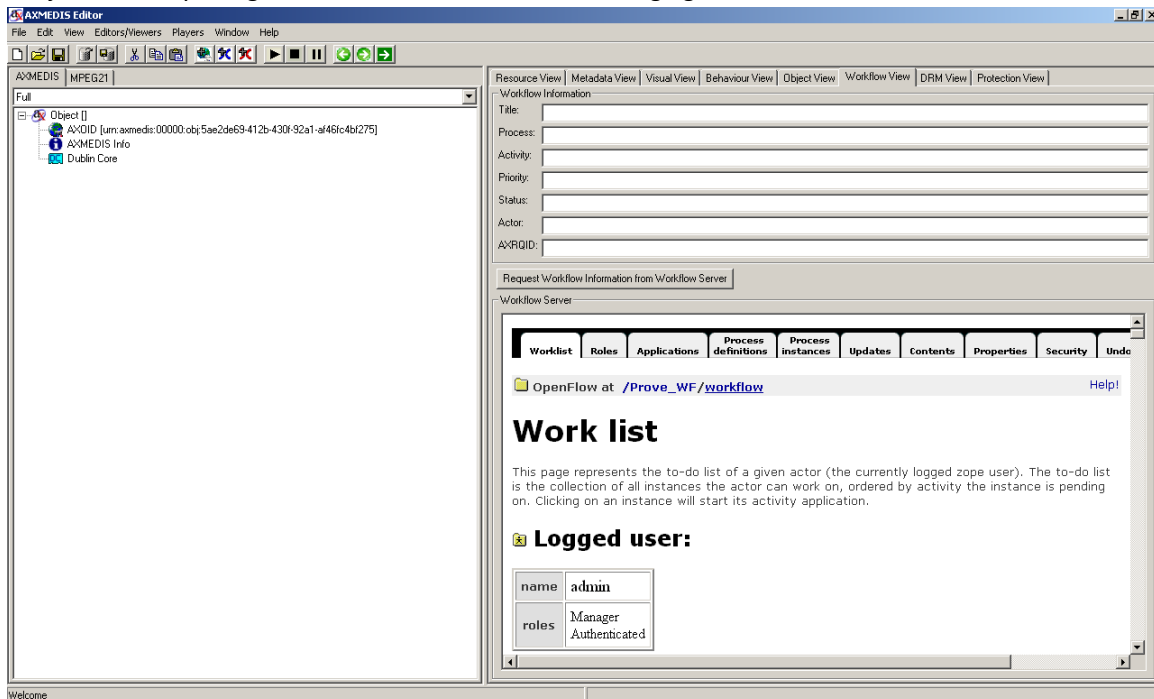 AXMEDIS Editor
File Edit View Editors/Viewers Players Window Help
AXMEDIS MPEG21
Full
Object []
AXOID [urn:axmedis:00000:obj:5ae2de69-412b-430f-92a1-af46fc4bf275]
AXMEDIS Info
Dublin Core
Resource View Metadata View Visual View Behaviour View Object View Workflow View DRM View Protection View
Workflow Information
Title:
Process:
Activity:
Priority:
Status:
Actor:
AXRQID:
Request Workflow Information from Workflow Server
Workflow Server
Worklist Roles Applications Process definitions Process instances Updates Contents Properties Security Undo
OpenFlow at /Prove_WF/workflow Help!
Work list
This page represents the to-do list of a given actor (the currently logged zope user). The to-do list
is the collection of all instances the actor can work on, ordered by activity the instance is pending
on. Clicking on an instance will start its activity application.
Logged user:
name admin
roles Manager
Authenticated
Welcome